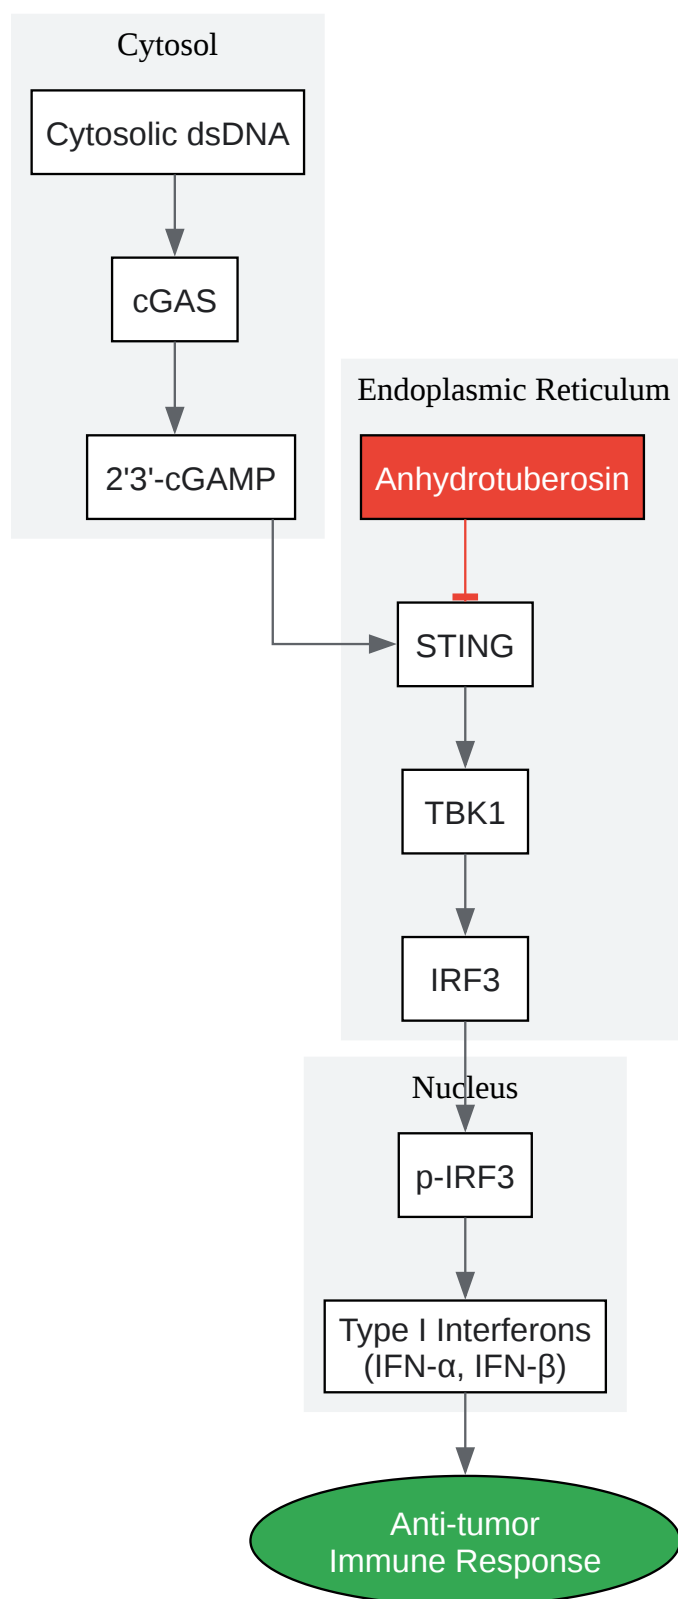 Cytosol
Cytosolic dsDNA
cGAS
2'3'-cGAMP
Endoplasmic Reticulum
Anhydrotuberosin
STING
TBK1
IRF3
Nucleus
p-IRF3
Type I Interferons
(IFN-α, IFN-β)
Anti-tumor
Immune Response